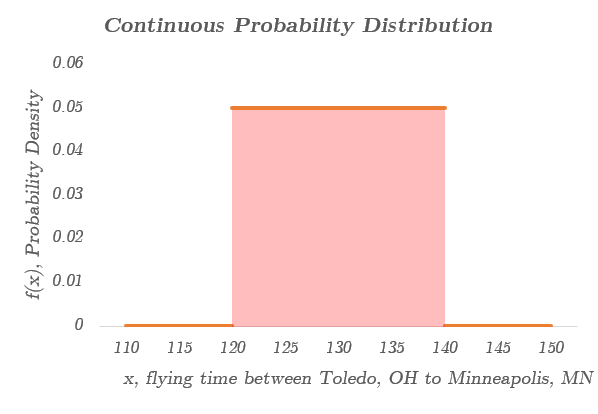 Continuous Probability Distribution
f(x), Probability Density
0.06
0.05
0.04
0.03
0.02
0.01
0
110 115 120 125 130 135 140 145 150
x, flying time between Toledo, OH to Minneapolis, MN